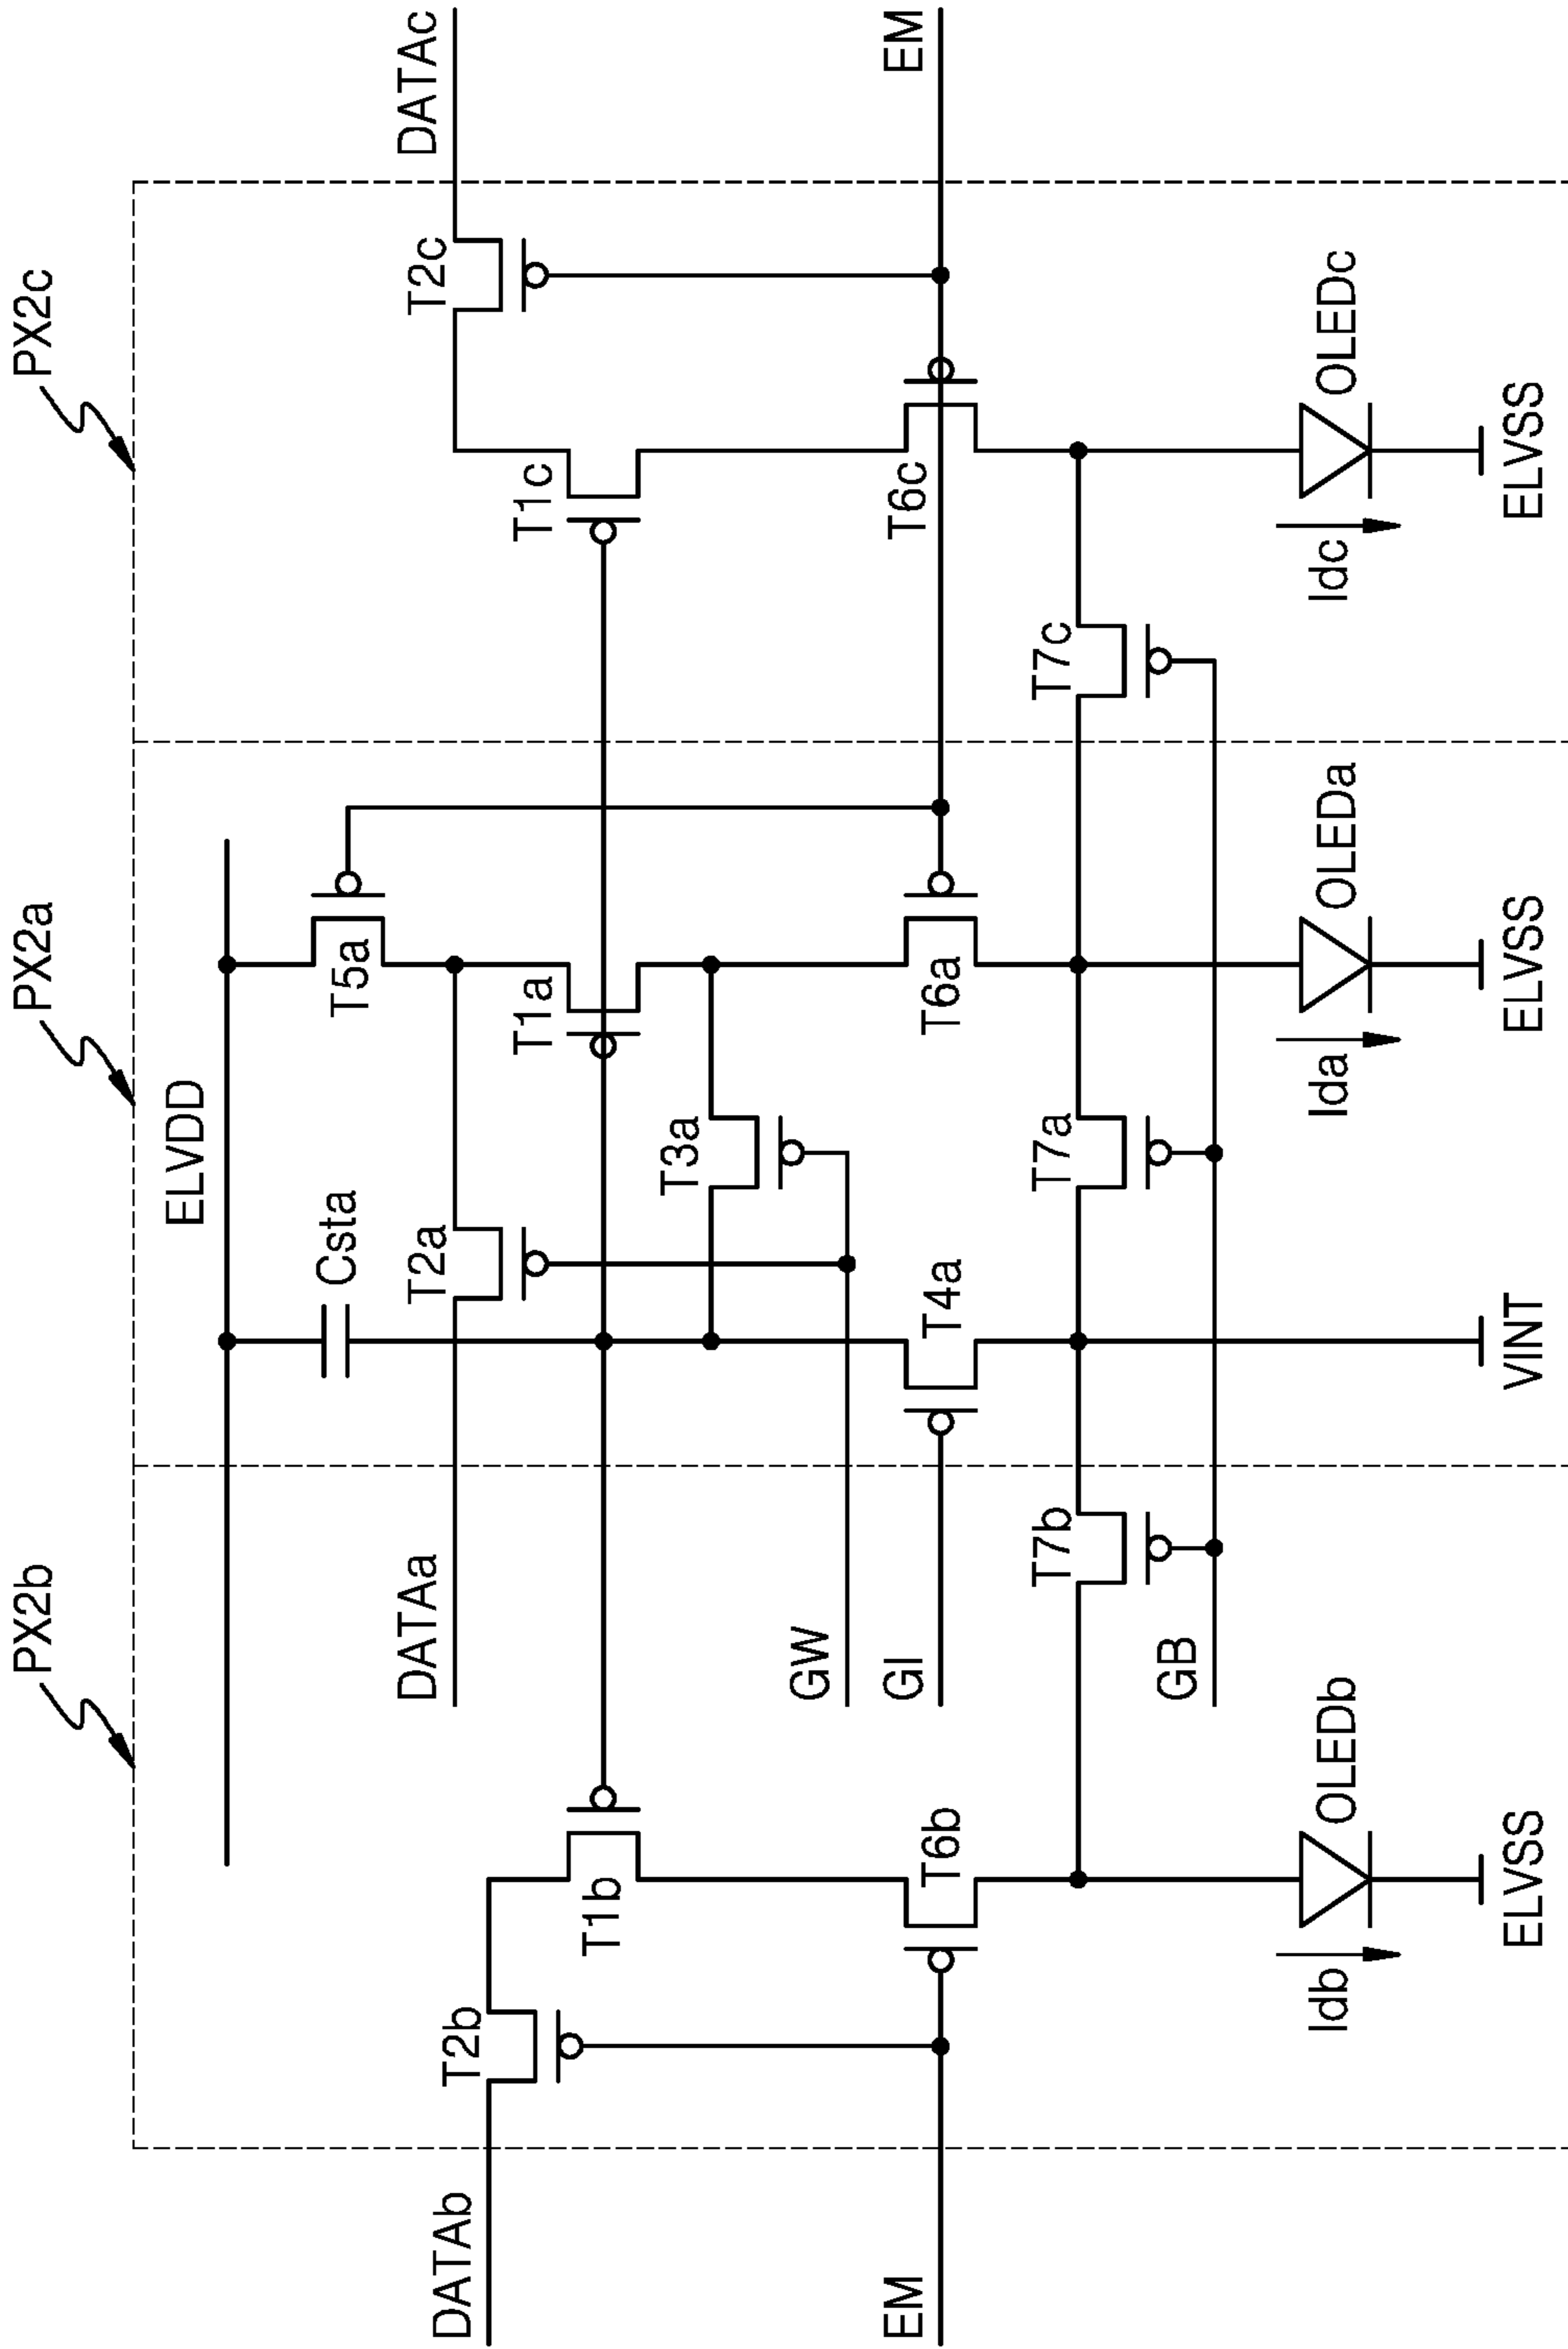 PX2b
PX2a
PX2c
ELVDD
Csta
T5a
DATAb
DATAa
DATAc
T2b
T2a
T2c
T1b
T1a
T1c
T3a
GW
EM
GI
EM
T6b
T4a
T6a
T6c
T7b
T7a
T7c
GB
Idb
OLEDb
Ida
OLEDa
Idc
OLEDc
ELVSS
VINT
ELVSS
ELVSS